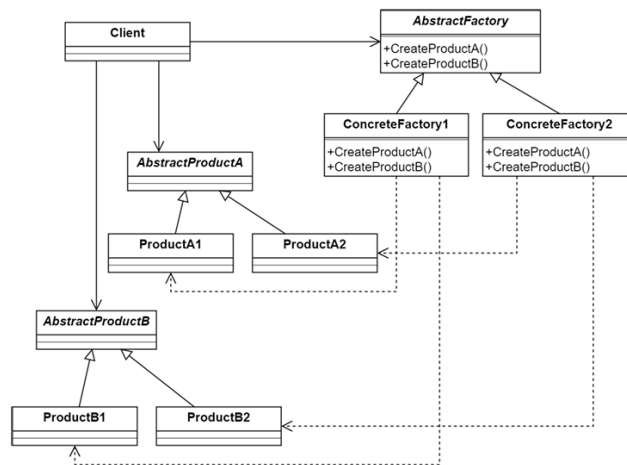 Client
AbstractFactory
+CreateProductA()
+CreateProductB()
ConcreteFactory1
+CreateProductA()
+CreateProductB()
ConcreteFactory2
+CreateProductA()
+CreateProductB()
AbstractProductA
ProductA1
ProductA2
AbstractProductB
ProductB1
ProductB2